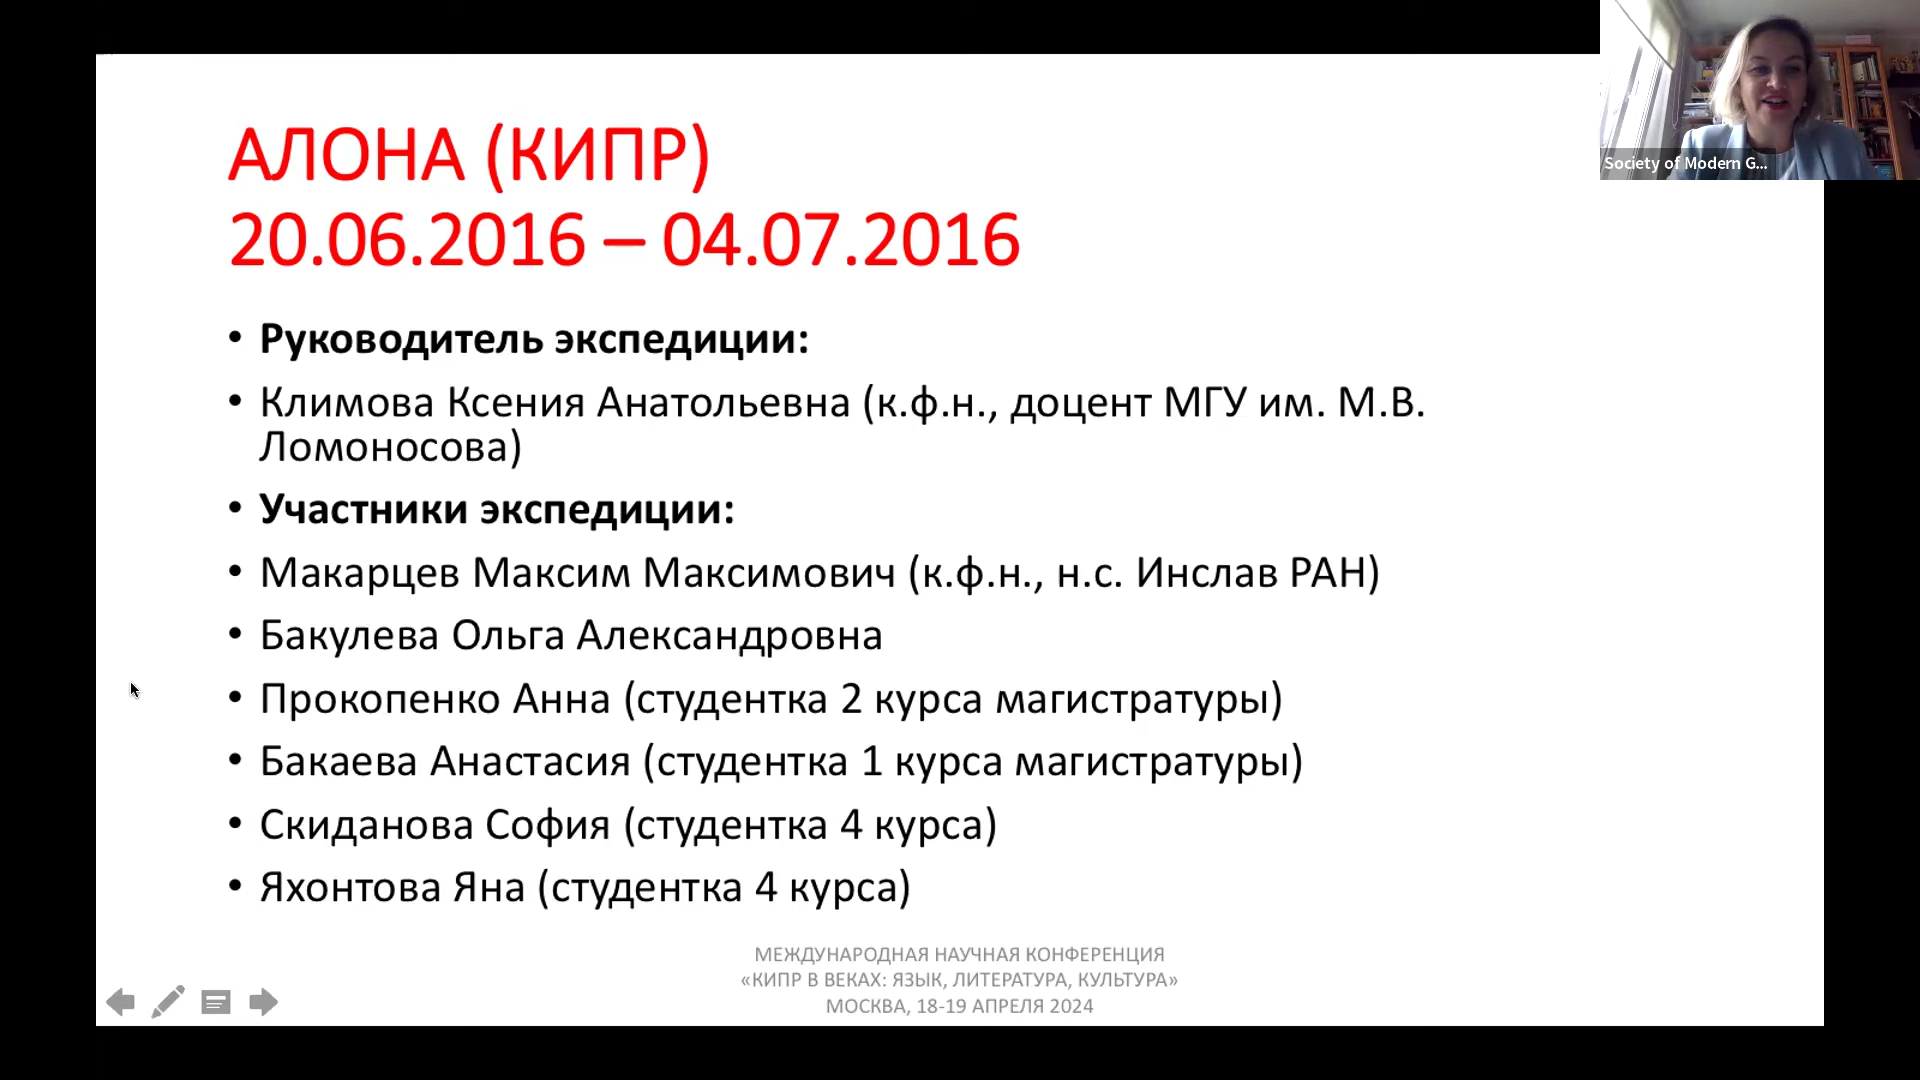 Society of Modern G...
АЛОНА (КИПР)
20.06.2016 – 04.07.2016
• Руководитель экспедиции:
• Климова Ксения Анатольевна (к.ф.н., доцент МГУ им. М.В.
Ломоносова)
• Участники экспедиции:
• Макарцев Максим Максимович (к.ф.н., н.с. Инслав РАН)
• Бакулева Ольга Александровна
• Прокопенко Анна (студентка 2 курса магистратуры)
• Бакаева Анастасия (студентка 1 курса магистратуры)
• Скиданова София (студентка 4 курса)
• Яхонтова Яна (студентка 4 курса)
МЕЖДУНАРОДНАЯ НАУЧНАЯ КОНФЕРЕНЦИЯ
«КИПР В ВЕКАХ: ЯЗЫК, ЛИТЕРАТУРА, КУЛЬТУРА»
МОСКВА, 18-19 АПРЕЛЯ 2024